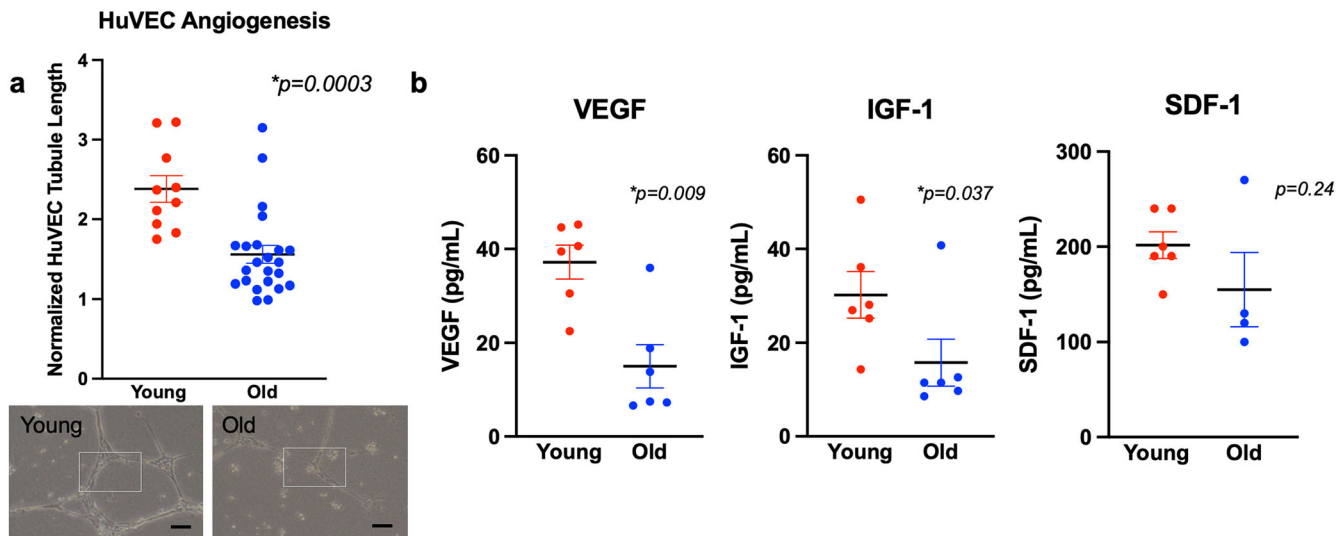 HuVEC Angiogenesis
a
Normalized HuVEC Tubule Length
4
3
2
1
0
*p=0.0003
Young
Old
Young
Old
b
VEGF
VEGF (pg/mL)
60
40
20
0
*p=0.009
Young
Old
IGF-1
IGF-1 (pg/mL)
60
40
20
0
*p=0.037
Young
Old
SDF-1
SDF-1 (pg/mL)
300
200
100
0
p=0.24
Young
Old